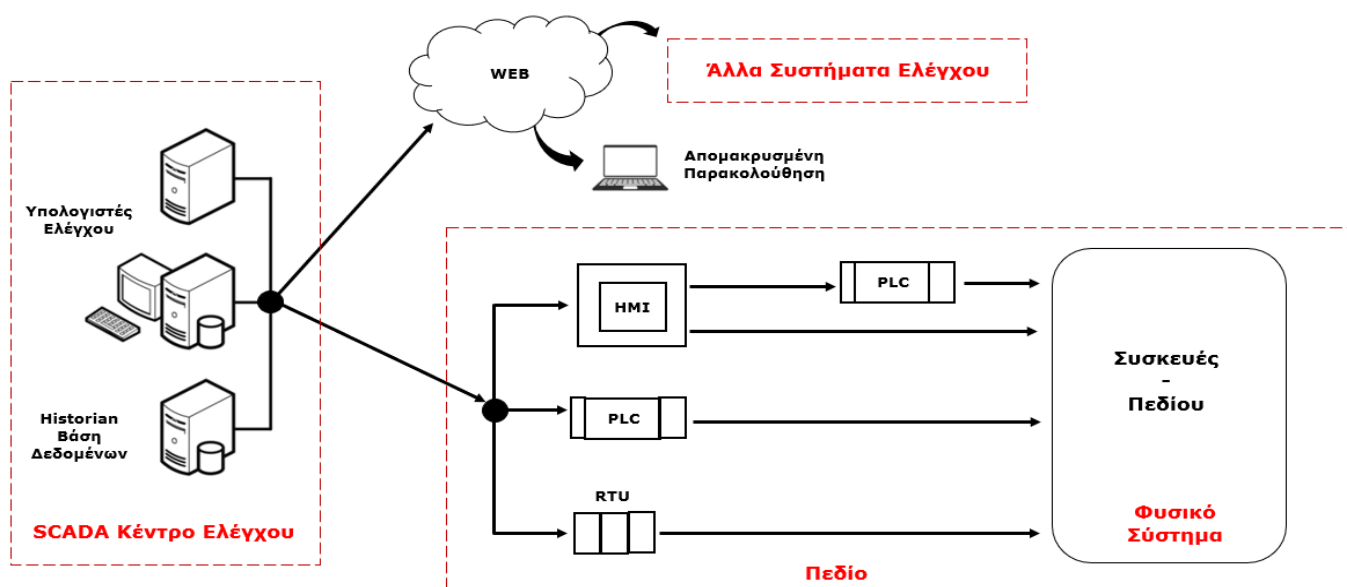 WEB
Άλλα Συστήματα Ελέγχου
Απομακρυσμένη
Παρακολούθηση
Υπολογιστές
Ελέγχου
Historian
Βάση
Δεδομένων
SCADA Κέντρο Ελέγχου
HMI
PLC
PLC
RTU
Συσκευές
-
Πεδίου
Φυσικό
Σύστημα
Πεδίο